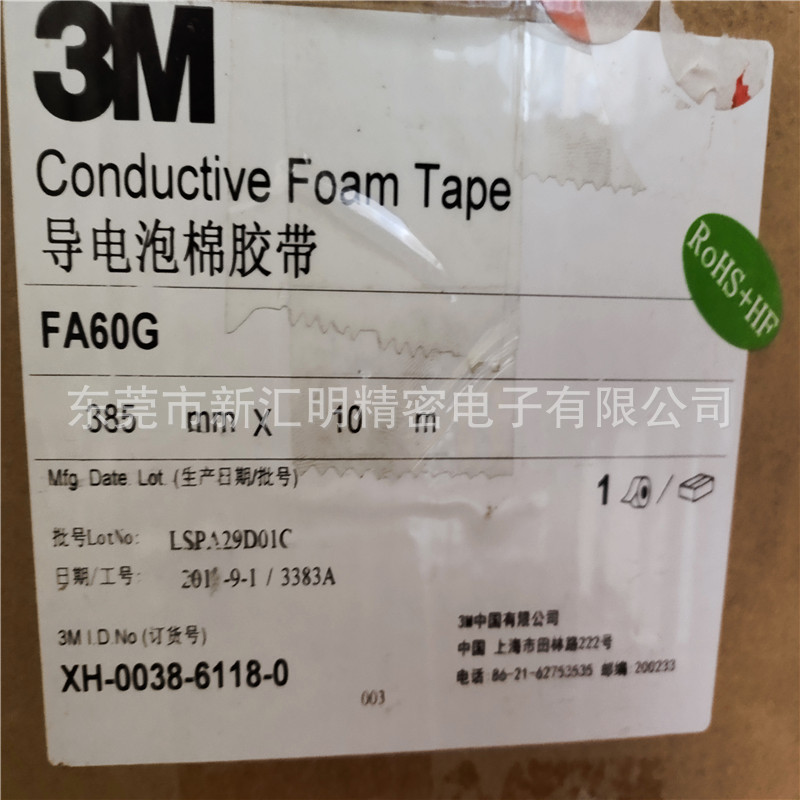 3M
Conductive Foam Tape
导电泡棉胶带
RoHS+HF
FA60G
东莞市新汇明精密电子有限公司
385 mm X 10 m
Mfg. Date. Lot. (生产日期/批号)
1 /
批号LotNo: LSPA29D01C
日期/工号: -9-1 / 3383A
3M中国有限公司
3M I.D.No (订货号)
中国 上海市田林路222号
XH-0038-6118-0
电话 86-21-62753535 邮编 200233
003